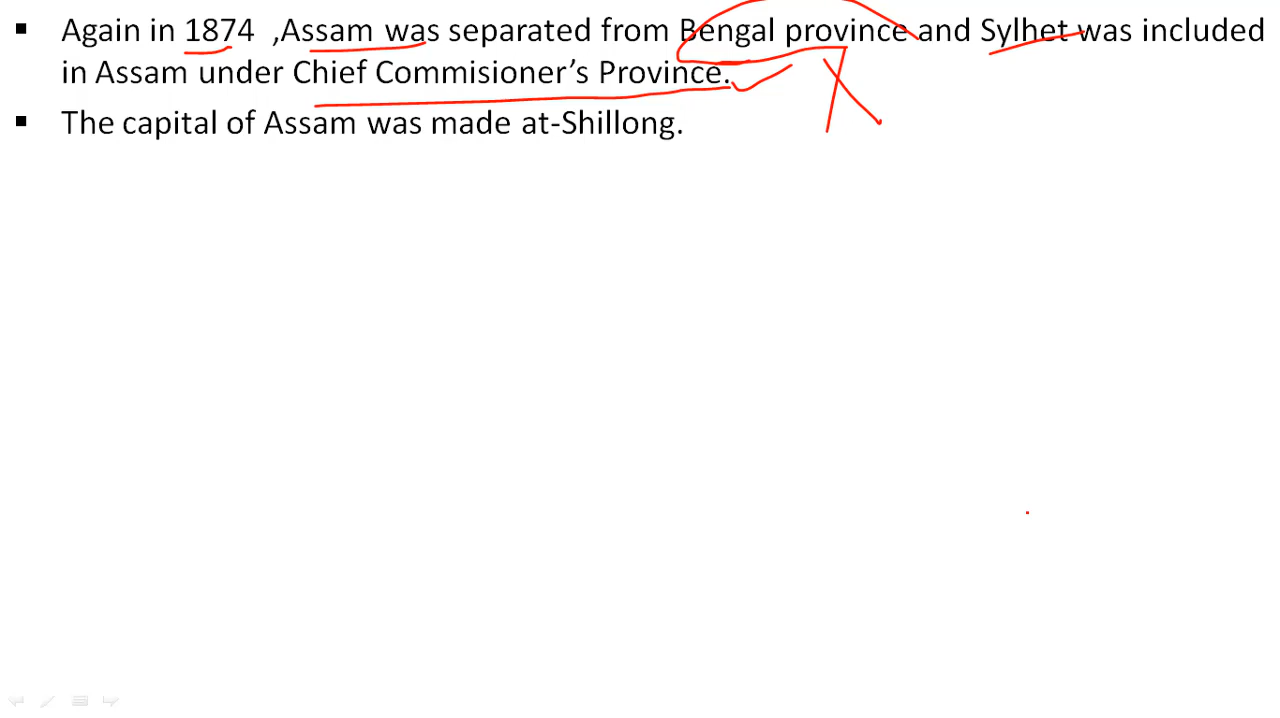 ▪ Again in 1874 ,Assam was separated from Bengal province and Sylhet was included
in Assam under Chief Commisioner’s Province.
▪ The capital of Assam was made at-Shillong.